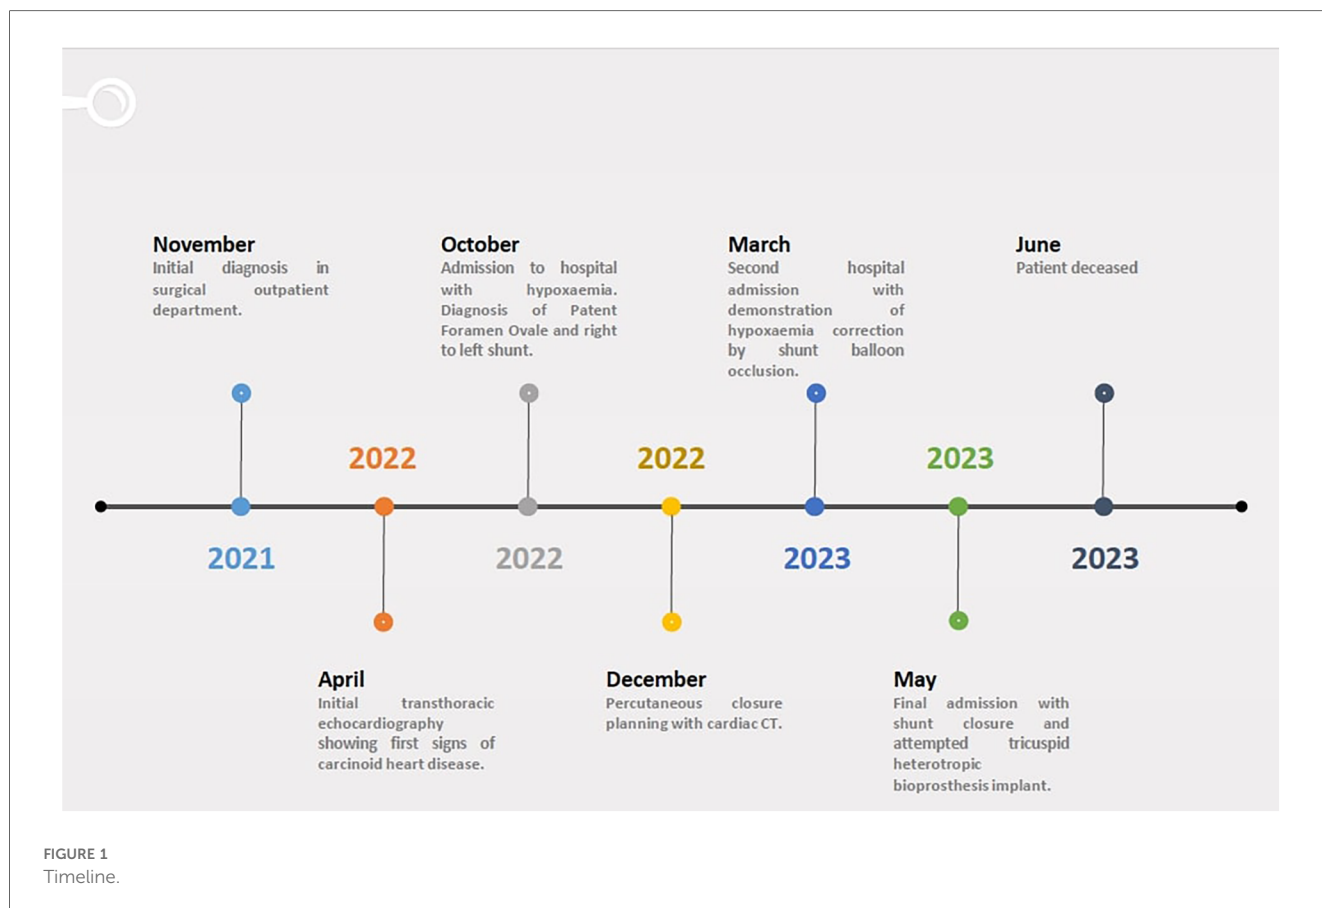 November
Initial diagnosis in
surgical outpatient
department.
October
Admission to hospital
with hypoxaemia.
Diagnosis of Patent
Foramen Ovale and right
to left shunt.
March
Second hospital
admission with
demonstration of
hypoxaemia correction
by shunt balloon
occlusion.
June
Patient deceased
2022
2022
2023
2021
2022
2023
2023
April
Initial transthoracic
echocardiography
showing first signs of
carcinoid heart disease.
December
Percutaneous closure
planning with cardiac CT.
May
Final admission with
shunt closure and
attempted tricuspid
heterotropic
bioprosthesis implant.
FIGURE 1
Timeline.